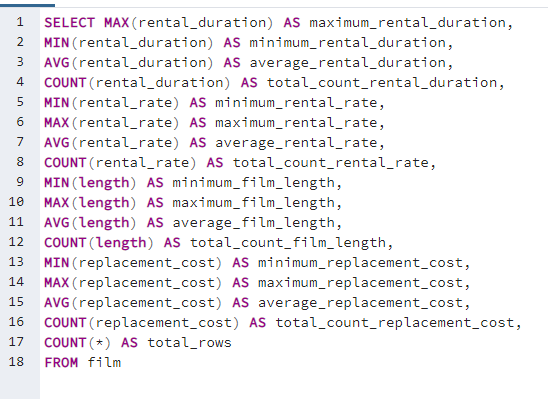 1 SELECT MAX(rental_duration) AS maximum_rental_duration,
2 MIN(rental_duration) AS minimum_rental_duration,
3 AVG(rental_duration) AS average_rental_duration,
4 COUNT(rental_duration) AS total_count_rental_duration,
5 MIN(rental_rate) AS minimum_rental_rate,
6 MAX(rental_rate) AS maximum_rental_rate,
7 AVG(rental_rate) AS average_rental_rate,
8 COUNT(rental_rate) AS total_count_rental_rate,
9 MIN(length) AS minimum_film_length,
10 MAX(length) AS maximum_film_length,
11 AVG(length) AS average_film_length,
12 COUNT(length) AS total_count_film_length,
13 MIN(replacement_cost) AS minimum_replacement_cost,
14 MAX(replacement_cost) AS maximum_replacement_cost,
15 AVG(replacement_cost) AS average_replacement_cost,
16 COUNT(replacement_cost) AS total_count_replacement_cost,
17 COUNT(*) AS total_rows
18 FROM film